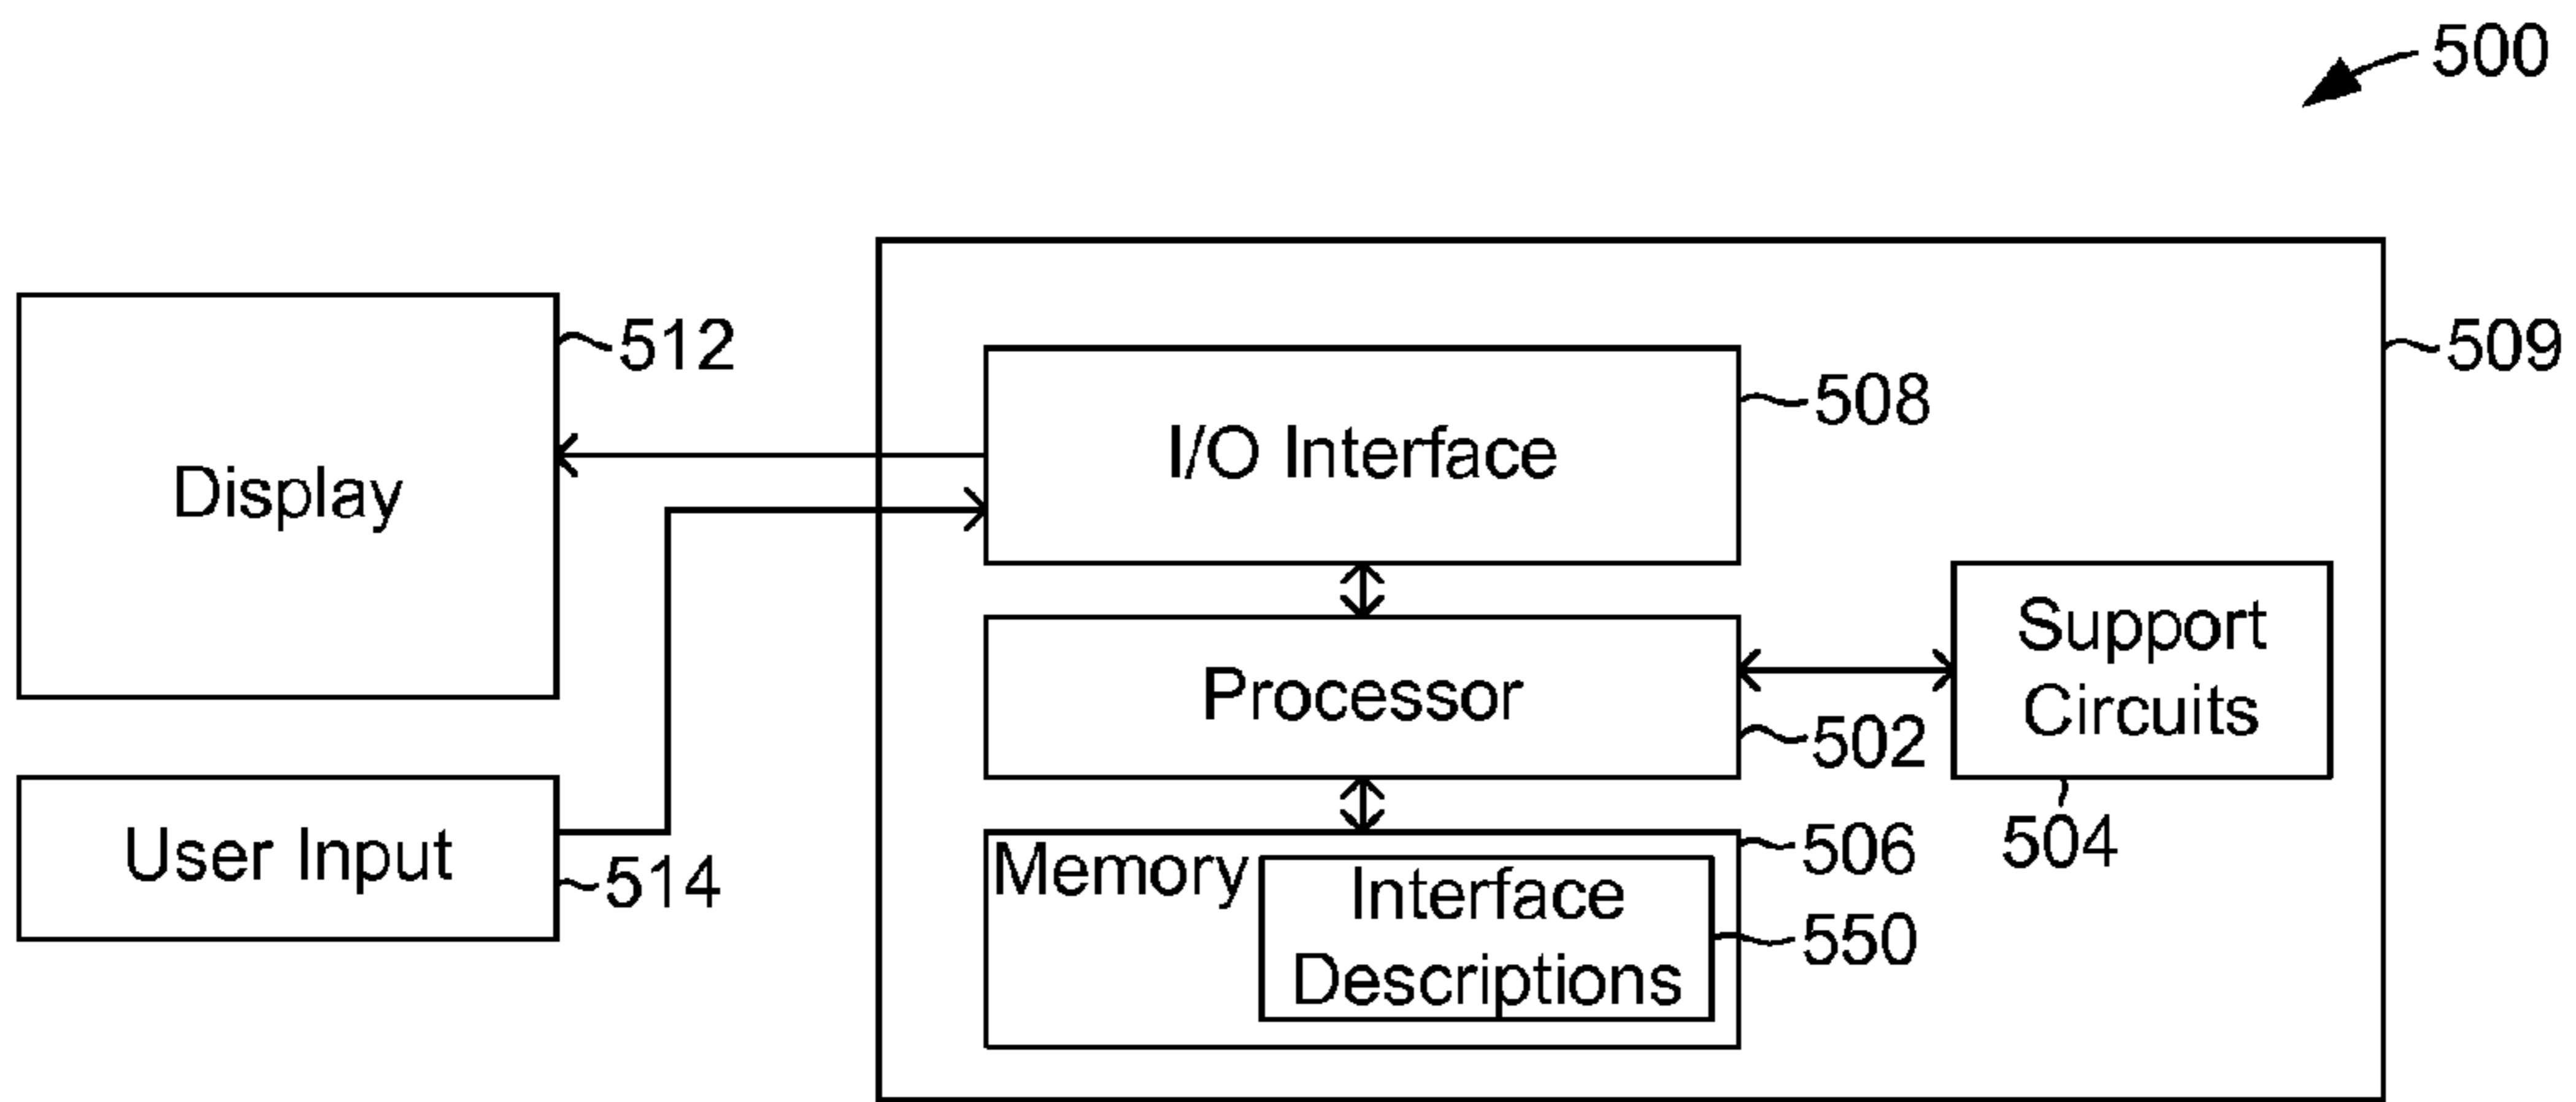 500
512
509
508
I/O Interface
Display
Support
Circuits
Processor
502
User Input
514
504
Memory
506
Interface
Descriptions
550